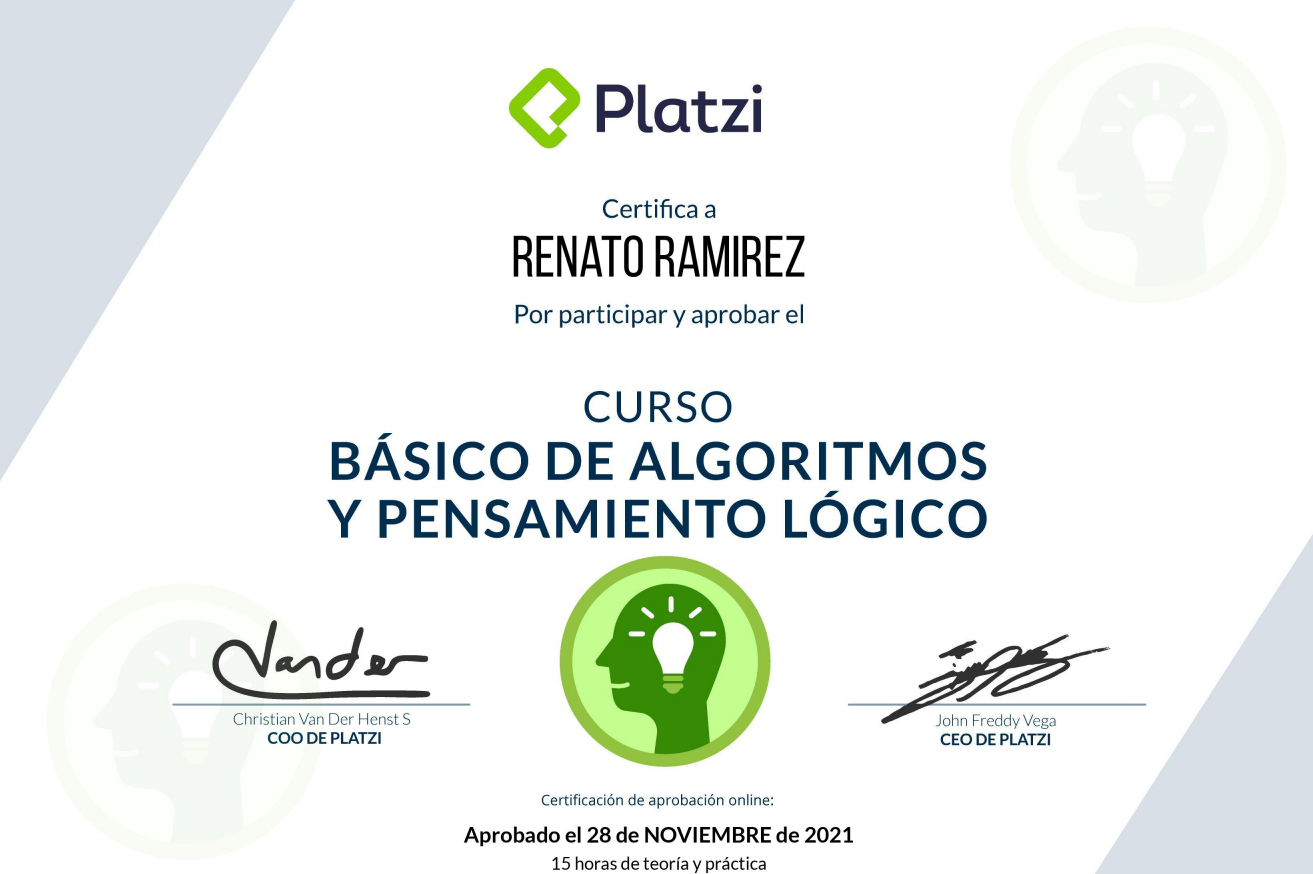 Platzi
Certifica a
RENATO RAMIREZ
Por participar y aprobar el
CURSO
BÁSICO DE ALGORITMOS
Y PENSAMIENTO LÓGICO
Vander
Christian Van Der Henst S
COO DE PLATZI
John Freddy Vega
CEO DE PLATZI
Certificación de aprobación online:
Aprobado el 28 de NOVIEMBRE de 2021
15 horas de teoría y práctica